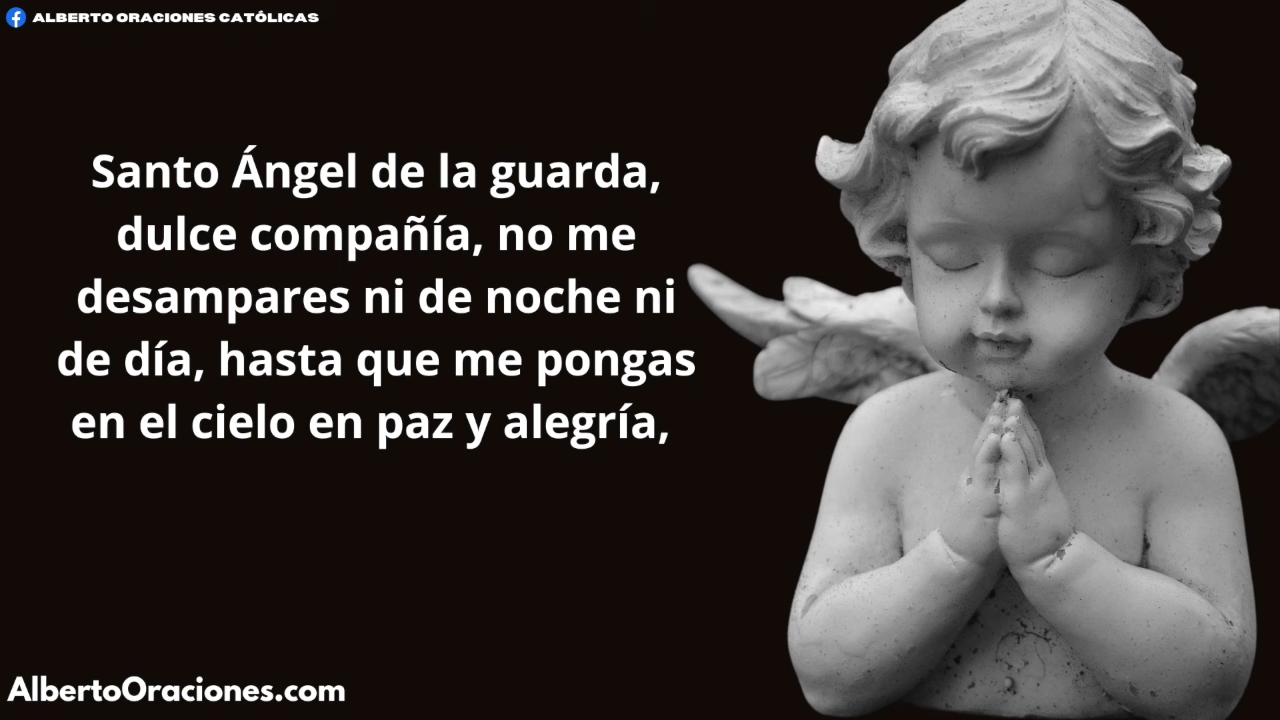 ALBERTO ORACIONES CATÓLICAS
Santo Ángel de la guarda,
dulce compañía, no me
desampares ni de noche ni
de día, hasta que me pongas
en el cielo en paz y alegría,
AlbertoOraciones.com